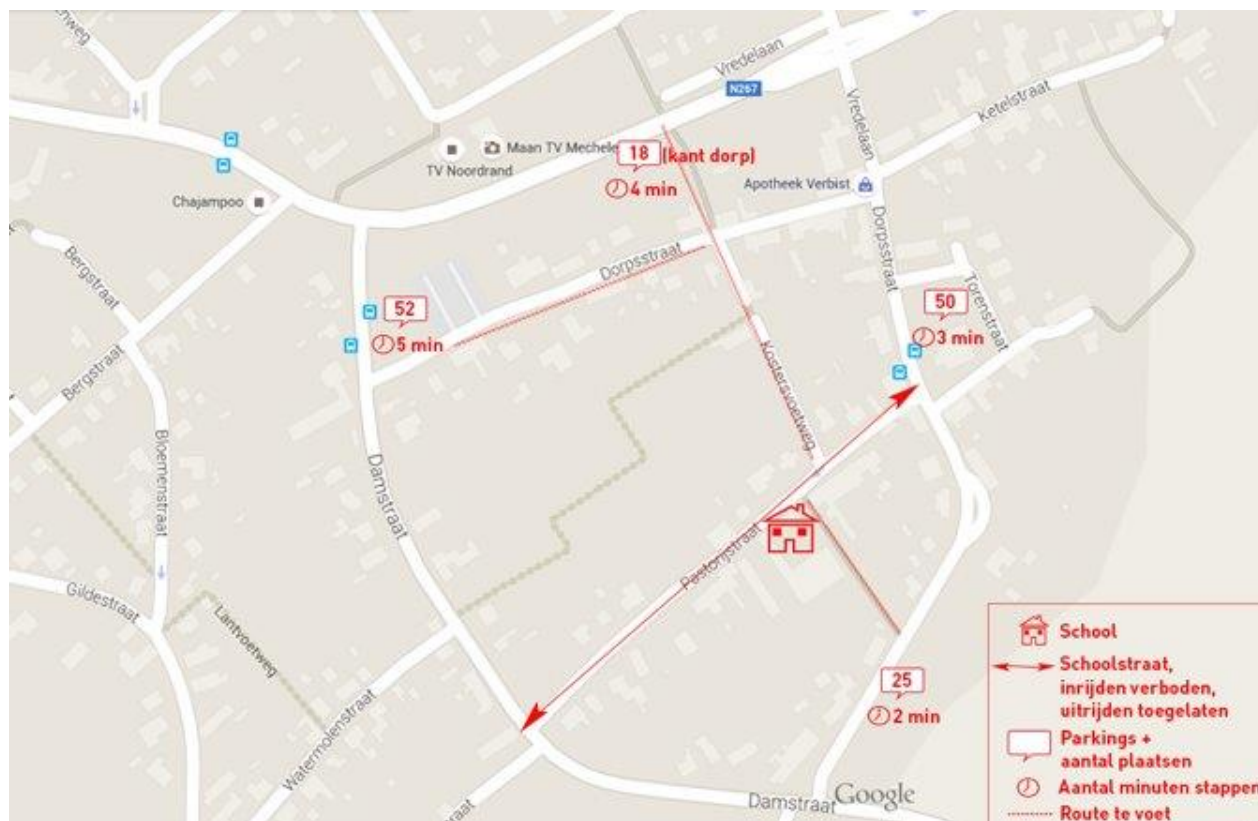 Vredelaan
N267
Vredelaan
Ketelstraat
Maan TV Mechele
TV Noordrand
18 (kant dorp)
4 min
Apotheek Verbist
Chajampoo
Bergstraat
Dorpsstraat
Dorpsstraat
52
5 min
50
3 min
Torenstraat
Bergstraat
Kostersvoetweg
Bloemenstraat
Damstraat
Pastorijstraat
Gildestraat
Lantvoetweg
Watermolenstraat
25
2 min
Damstraat
Google
School
Schoolstraat,
inrijden verboden,
uitrijden toegelaten
Parkings +
aantal plaatsen
Aantal minuten stappen
Route te voet